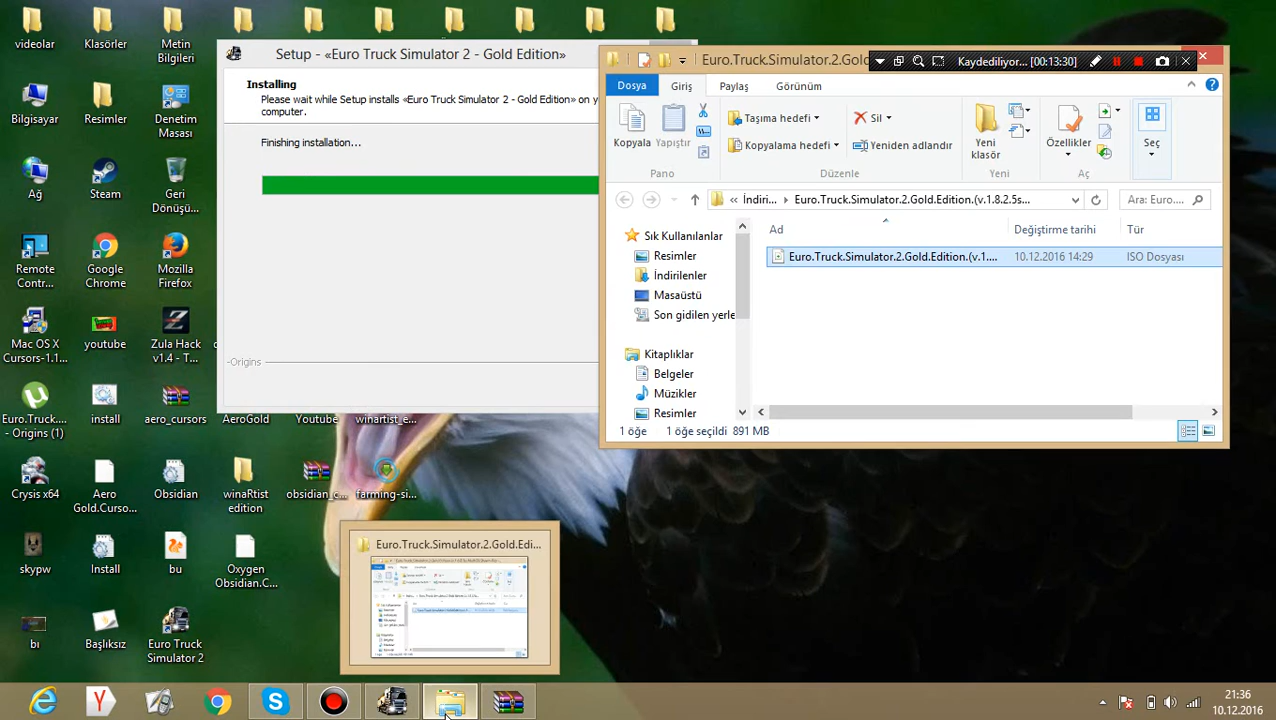 videolar
Klasörler
Metin
Bilgileri
Bilgisayar
Resimler
Denetim
Masası
Ağ
Steam
Geri
Dönüşü...
Remote
Contr...
Google
Chrome
Mozilla
Firefox
Mac OS X
Cursors-1.1...
youtube
Zula Hack
v1.4 - T...
Euro.Truck....
- Origins (1)
install
aero_cursors
AeroGold
Youtube
winartist_e...
Crysis x64
Aero
Gold.Curso...
Obsidian
winaRtist
edition
obsidian_c...
farming-si...
skypw
Install
bu
Oxygen
Obsidian.C...
bi
Başlıkers
Euro Truck
Simulator 2
Setup - «Euro Truck Simulator 2 - Gold Edition»
Installing
Please wait while Setup installs «Euro Truck Simulator 2 - Gold Edition» on y
computer.
Finishing installation...
-Origins
Euro.Truck.Simulator.2.Gold
Kaydediliyor... [00:13:30]
Dosya
Giriş
Paylaş
Görünüm
Kopyala
Yapıştır
Taşıma hedefi
Kopyalama hedefi
Sil
Yeniden adlandır
Yeni
klasör
Özellikler
Seç
Pano
Düzenle
Yeni
Aç
« İndiri...
Euro.Truck.Simulator.2.Gold.Edition.(v.1.8.2.5s...
Ara: Euro....
Ad
Değiştirme tarihi
Tür
Euro.Truck.Simulator.2.Gold.Edition.(v.1....
10.12.2016 14:29
ISO Dosyası
Sık Kullanılanlar
Resimler
İndirilenler
Masaüstü
Son gidilen yerle
Kitaplıklar
Belgeler
Müzikler
Resimler
1 öğe
1 öğe seçildi 891 MB
Euro.Truck.Simulator.2.Gold.Edi...
21:36
10.12.2016